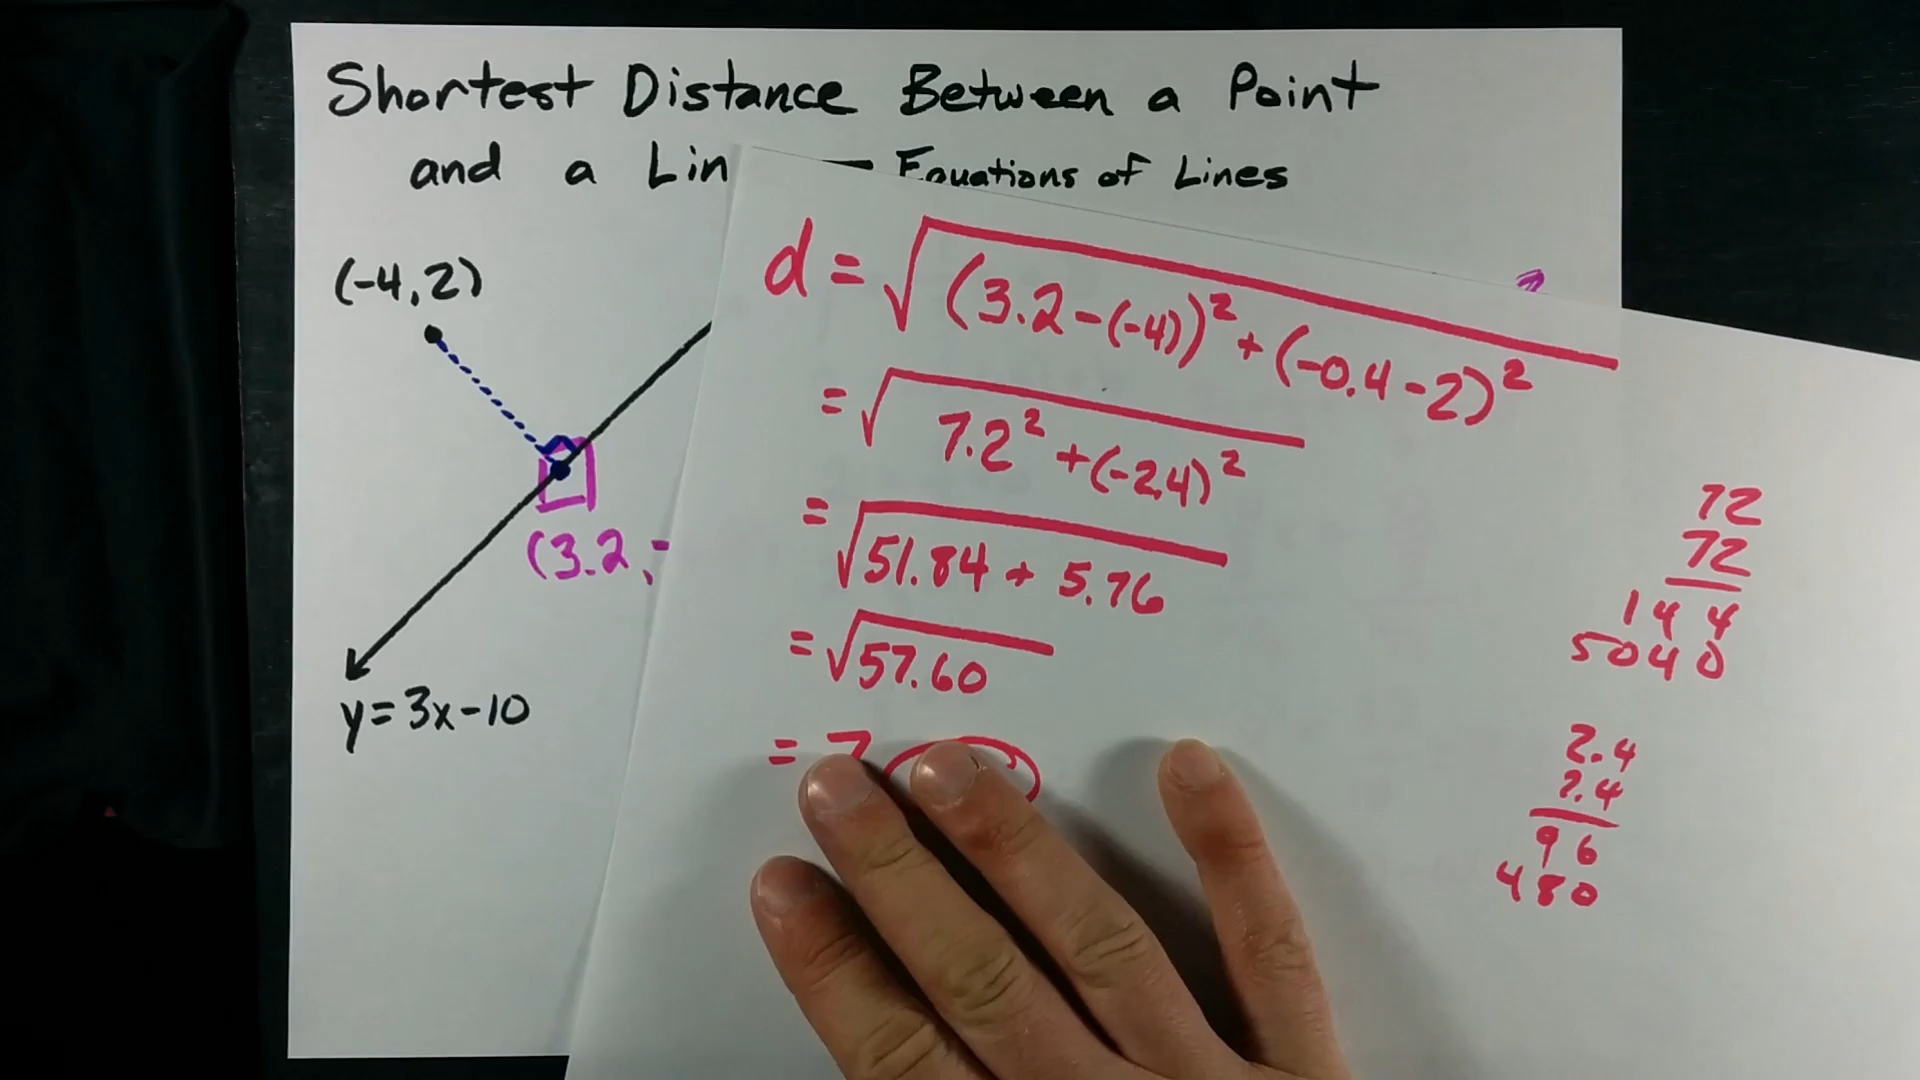 Shortest Distance Between a Point
and a Lin — Equations of Lines
(-4,2)
(3.2,-
y=3x-10
d = √(3.2-(-4))² + (-0.4-2)²
= √7.2² + (-2.4)²
= √51.84 + 5.76
= √57.60
= 7
72
72
144
5040
2.4
2.4
96
480